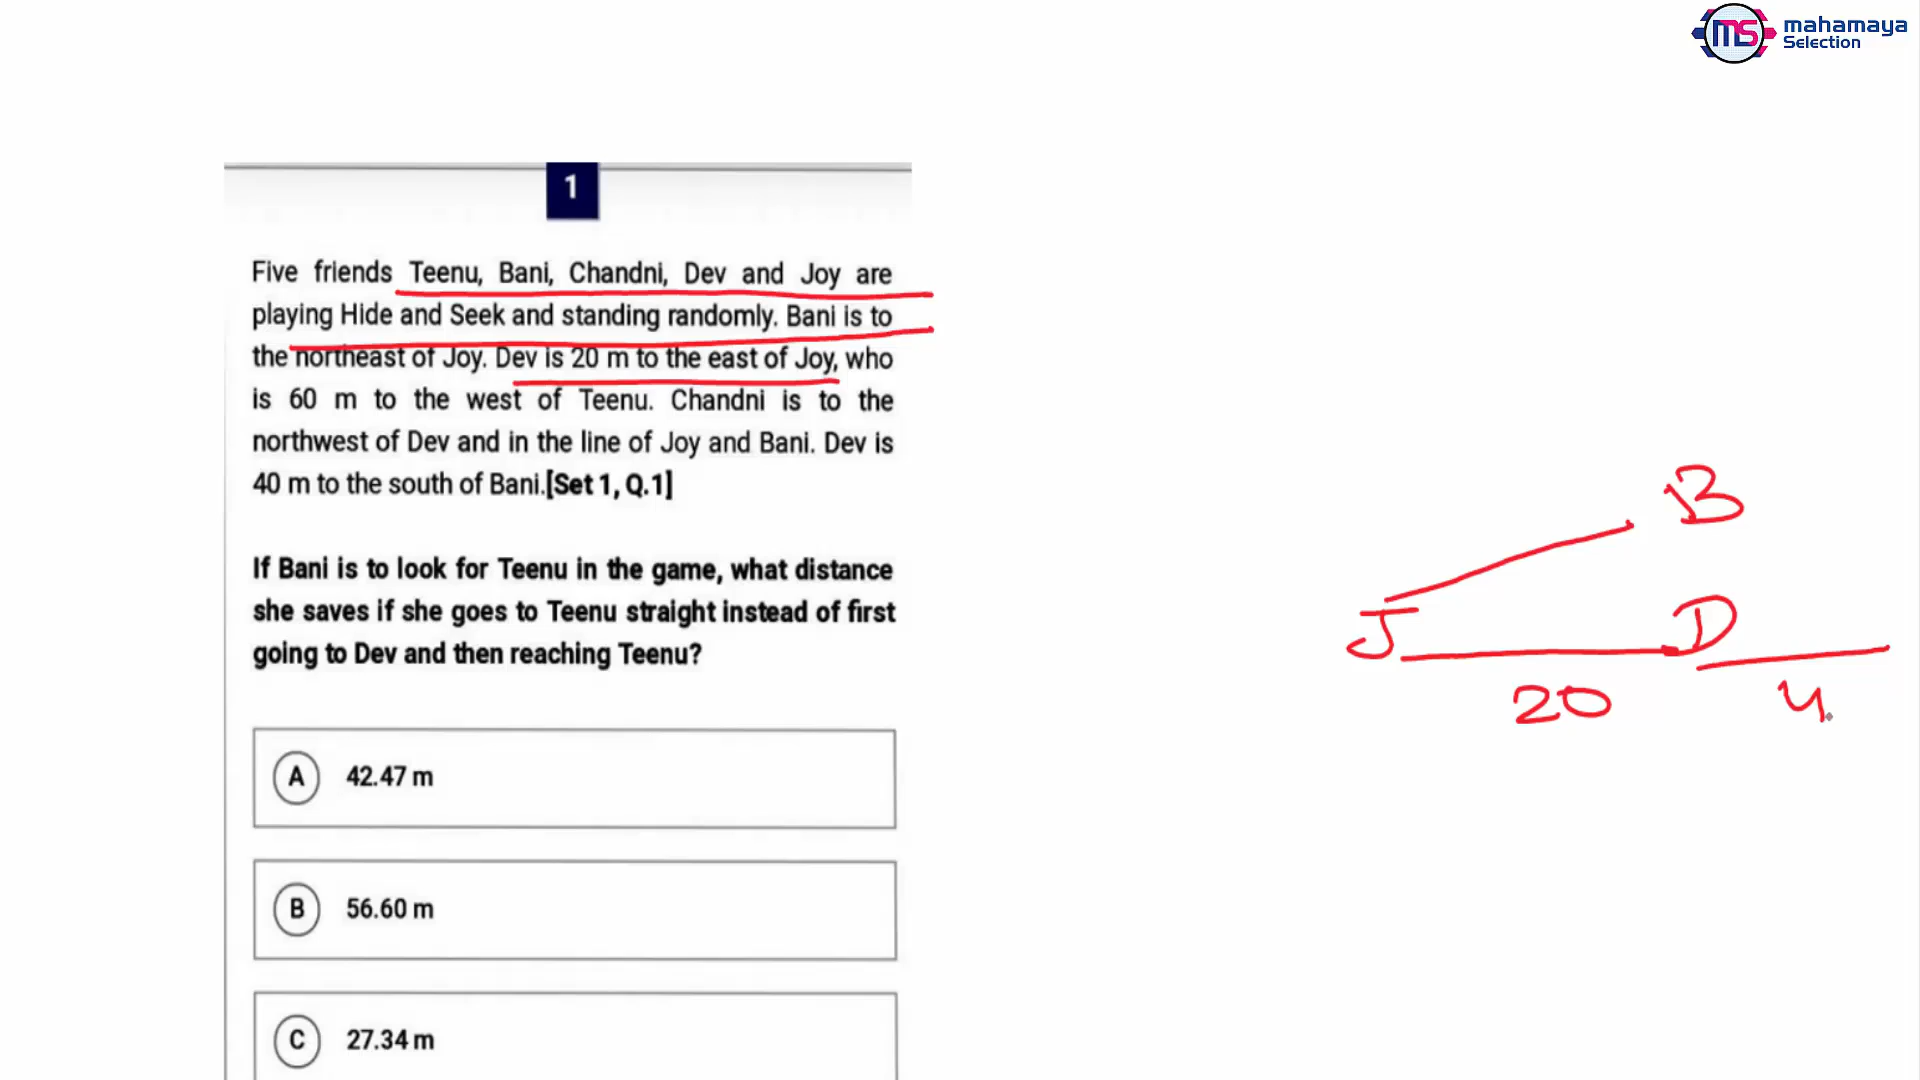 mahamaya
Selection
MS
1
Five friends Teenu, Bani, Chandni, Dev and Joy are
playing Hide and Seek and standing randomly. Bani is to
the northeast of Joy. Dev is 20 m to the east of Joy, who
is 60 m to the west of Teenu. Chandni is to the
northwest of Dev and in the line of Joy and Bani. Dev is
40 m to the south of Bani.[Set 1, Q.1]
If Bani is to look for Teenu in the game, what distance
she saves if she goes to Teenu straight instead of first
going to Dev and then reaching Teenu?
A 42.47 m
B 56.60 m
C 27.34 m
B
J D
20 4